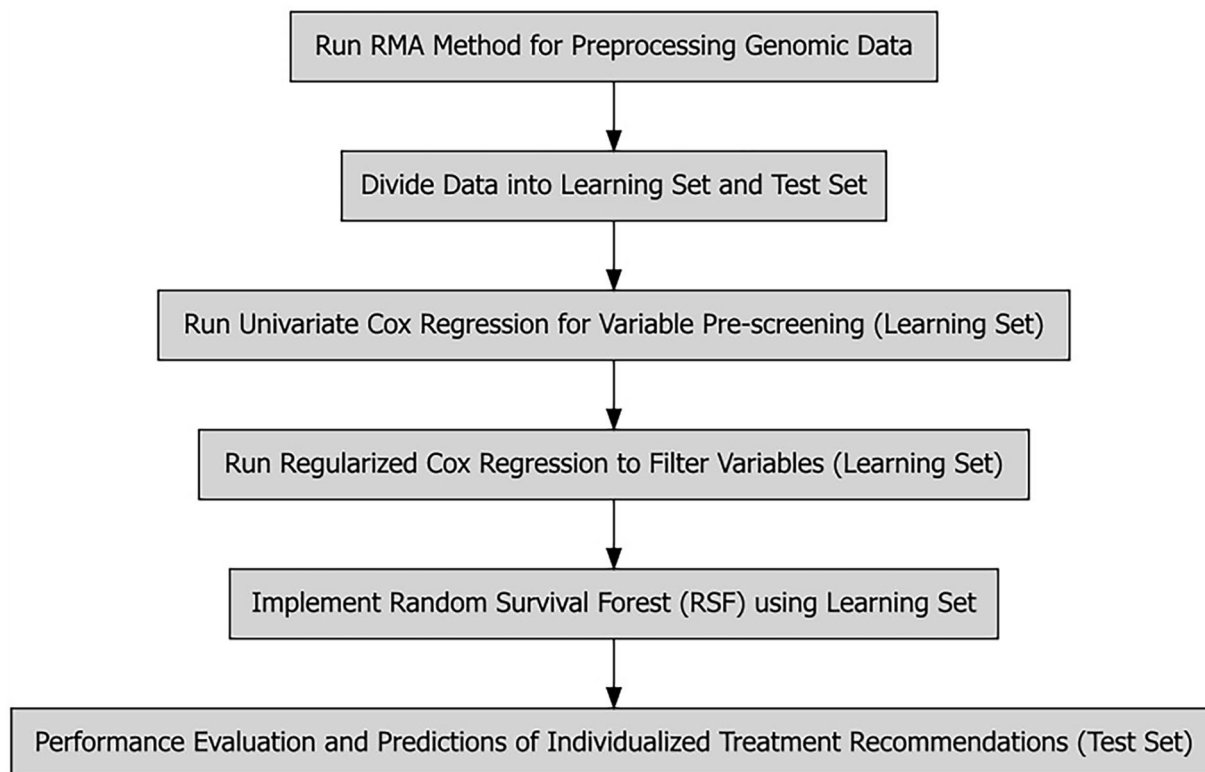 Run RMA Method for Preprocessing Genomic Data
Divide Data into Learning Set and Test Set
Run Univariate Cox Regression for Variable Pre-screening (Learning Set)
Run Regularized Cox Regression to Filter Variables (Learning Set)
Implement Random Survival Forest (RSF) using Learning Set
Performance Evaluation and Predictions of Individualized Treatment Recommendations (Test Set)